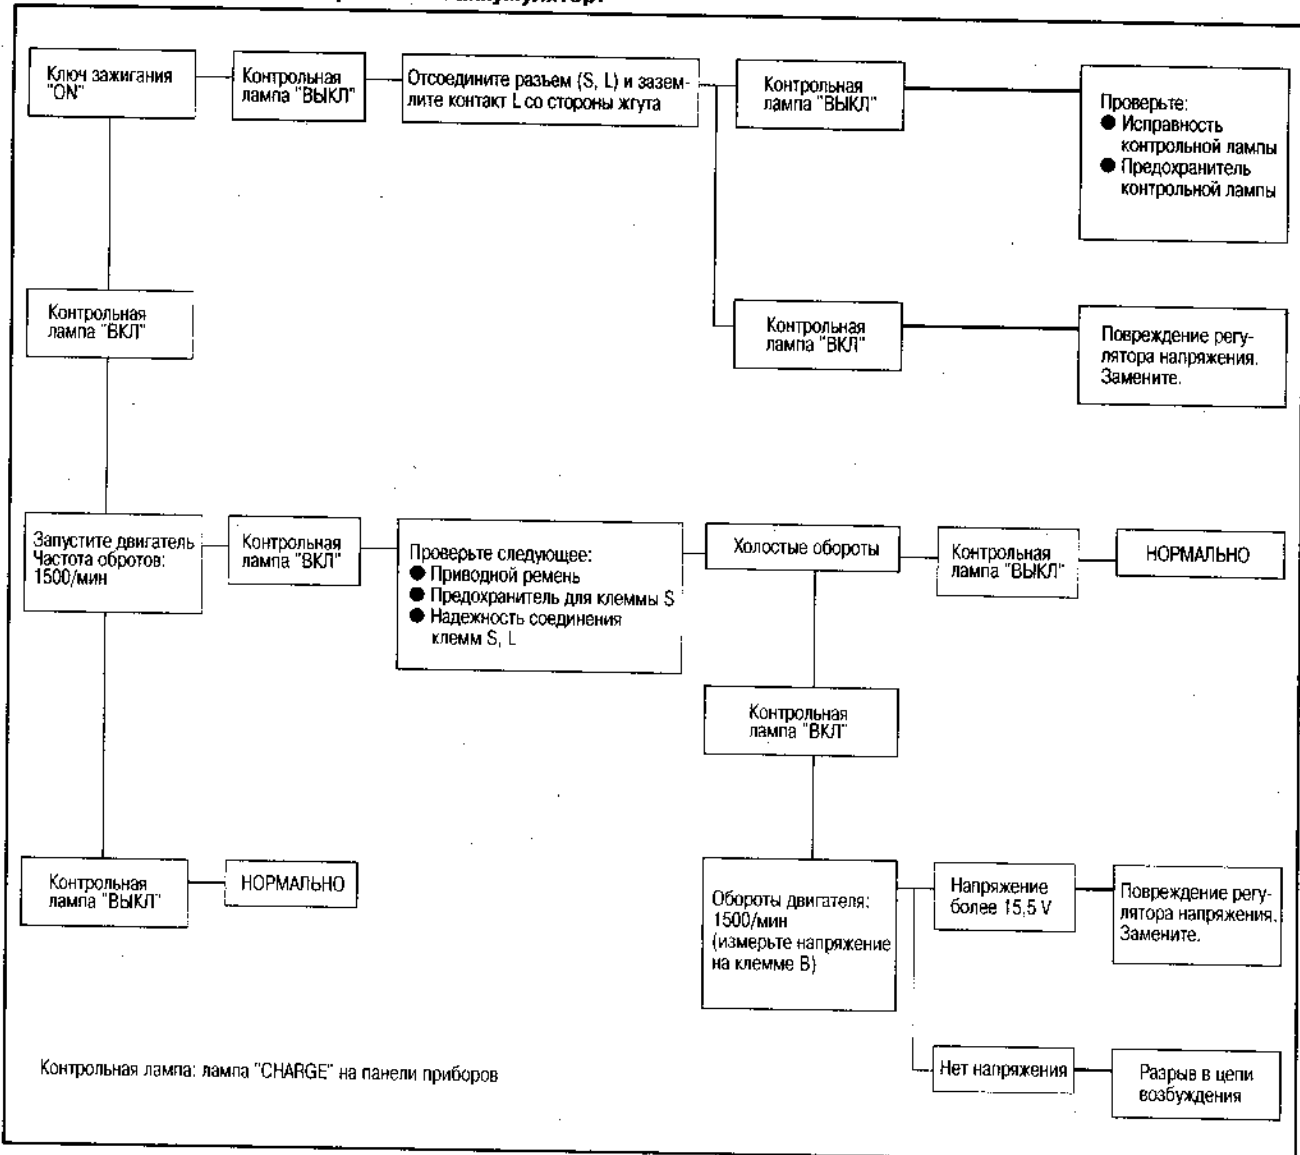 аккумулятор.
Ключ зажигания
"ON"
Контрольная
лампа "ВЫКЛ"
Отсоедините разъем (S, L) и зазем-
лите контакт L со стороны жгута
Контрольная
лампа "ВЫКЛ"
Проверьте:
● Исправность
контрольной лампы
● Предохранитель
контрольной лампы
Контрольная
лампа "ВКЛ"
Контрольная
лампа "ВКЛ"
Повреждение регу-
лятора напряжения.
Замените.
Запустите двигатель
Частота оборотов:
1500/мин
Контрольная
лампа "ВКЛ"
Проверьте следующее:
● Приводной ремень
● Предохранитель для клеммы S
● Надежность соединения
клемм S, L
Холостые обороты
Контрольная
лампа "ВЫКЛ"
НОРМАЛЬНО
Контрольная
лампа "ВКЛ"
Контрольная
лампа "ВЫКЛ"
НОРМАЛЬНО
Обороты двигателя:
1500/мин
(измерьте напряжение
на клемме B)
Напряжение
более 15,5 V
Повреждение регу-
лятора напряжения.
Замените.
Нет напряжения
Разрыв в цепи
возбуждения
Контрольная лампа: лампа "CHARGE" на панели приборов